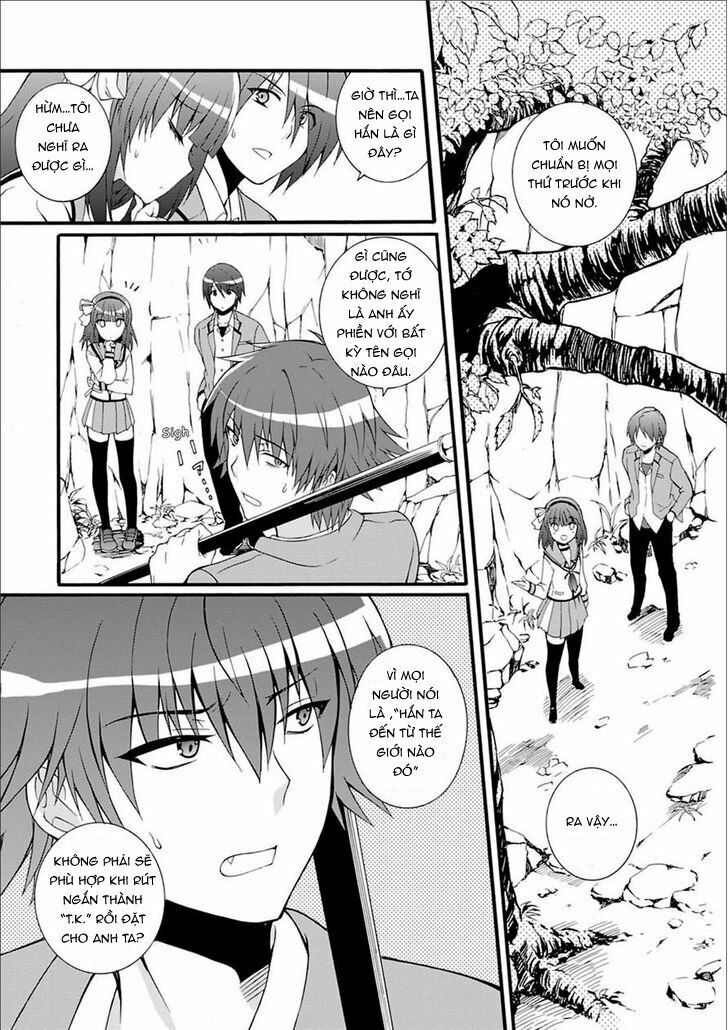 TÔI MUỐN
CHUẨN BỊ MỌI
THỨ TRƯỚC KHI
NÓ NỞ.
RA VẬY...
GIỜ THÌ...TA
NÊN GỌI
HẮN LÀ GÌ
ĐÂY?
HỪM...TÔI
CHƯA
NGHĨ RA
ĐƯỢC GÌ...
GÌ CŨNG
ĐƯỢC, TỚ
KHÔNG NGHĨ
LÀ ANH ẤY
PHIỀN VỚI BẤT
KỲ TÊN GỌI
NÀO ĐÂU.
Sigh
VÌ MỌI
NGƯỜI NÓI
LÀ ,"HẮN TA
ĐẾN TỪ THẾ
GIỚI NÀO
ĐÓ"
KHÔNG PHẢI SẼ
PHÙ HỢP KHI RÚT
NGẮN THÀNH
"T.K." RỒI ĐẶT
CHO ANH TA?